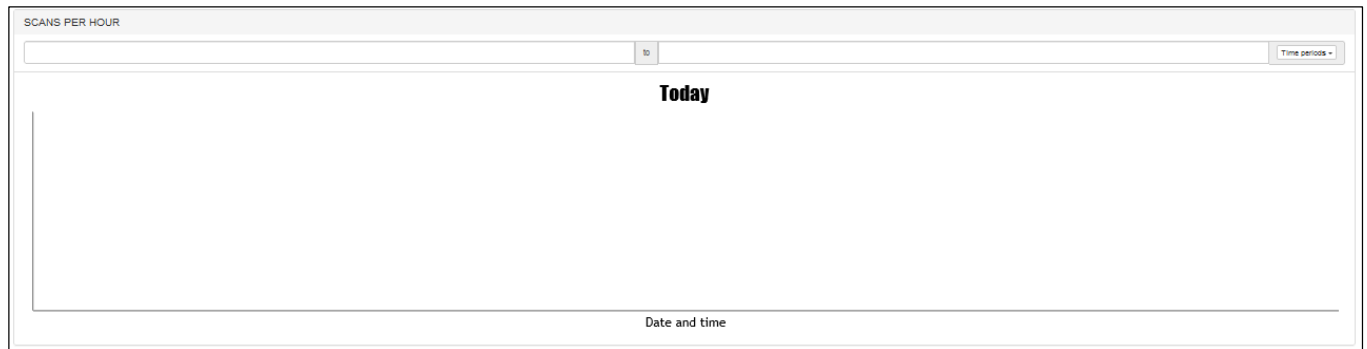 SCANS PER HOUR
to
Time periods
Today
Date and time